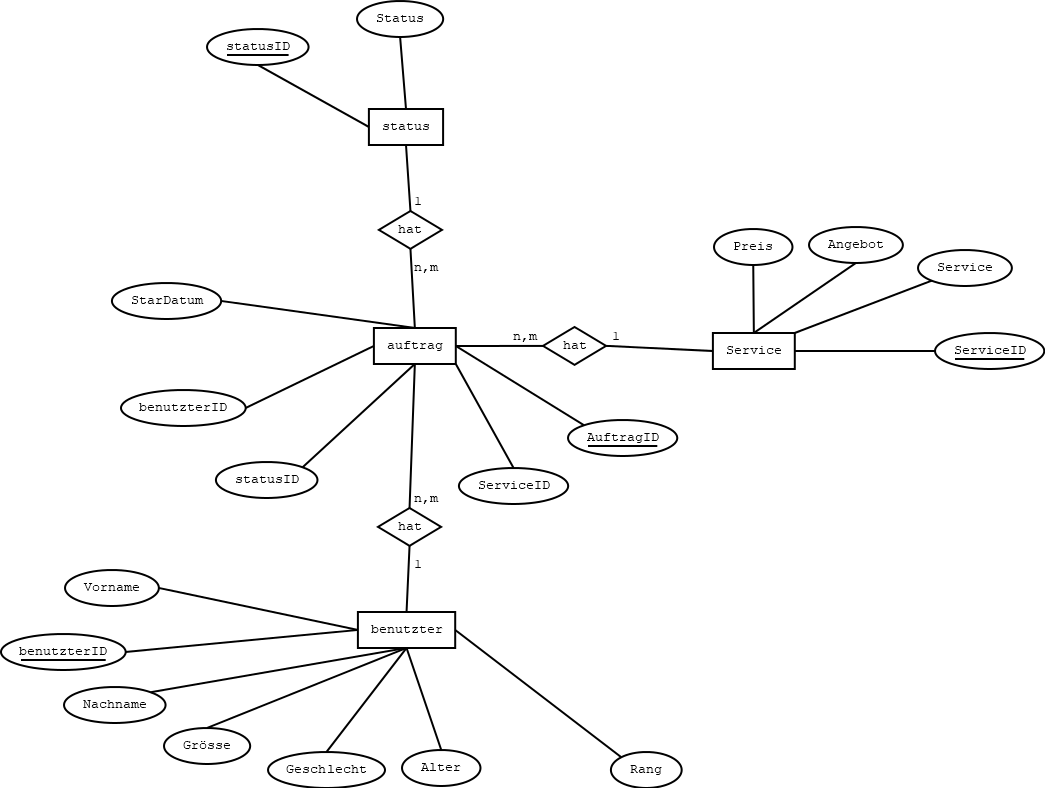 Status
statusID
status
1
hat
n,m
Preis
Angebot
Service
StarDatum
n,m
hat
1
auftrag
Service
ServiceID
benutzterID
AuftragID
statusID
ServiceID
n,m
hat
1
Vorname
benutzter
benutzterID
Nachname
Grösse
Geschlecht
Alter
Rang